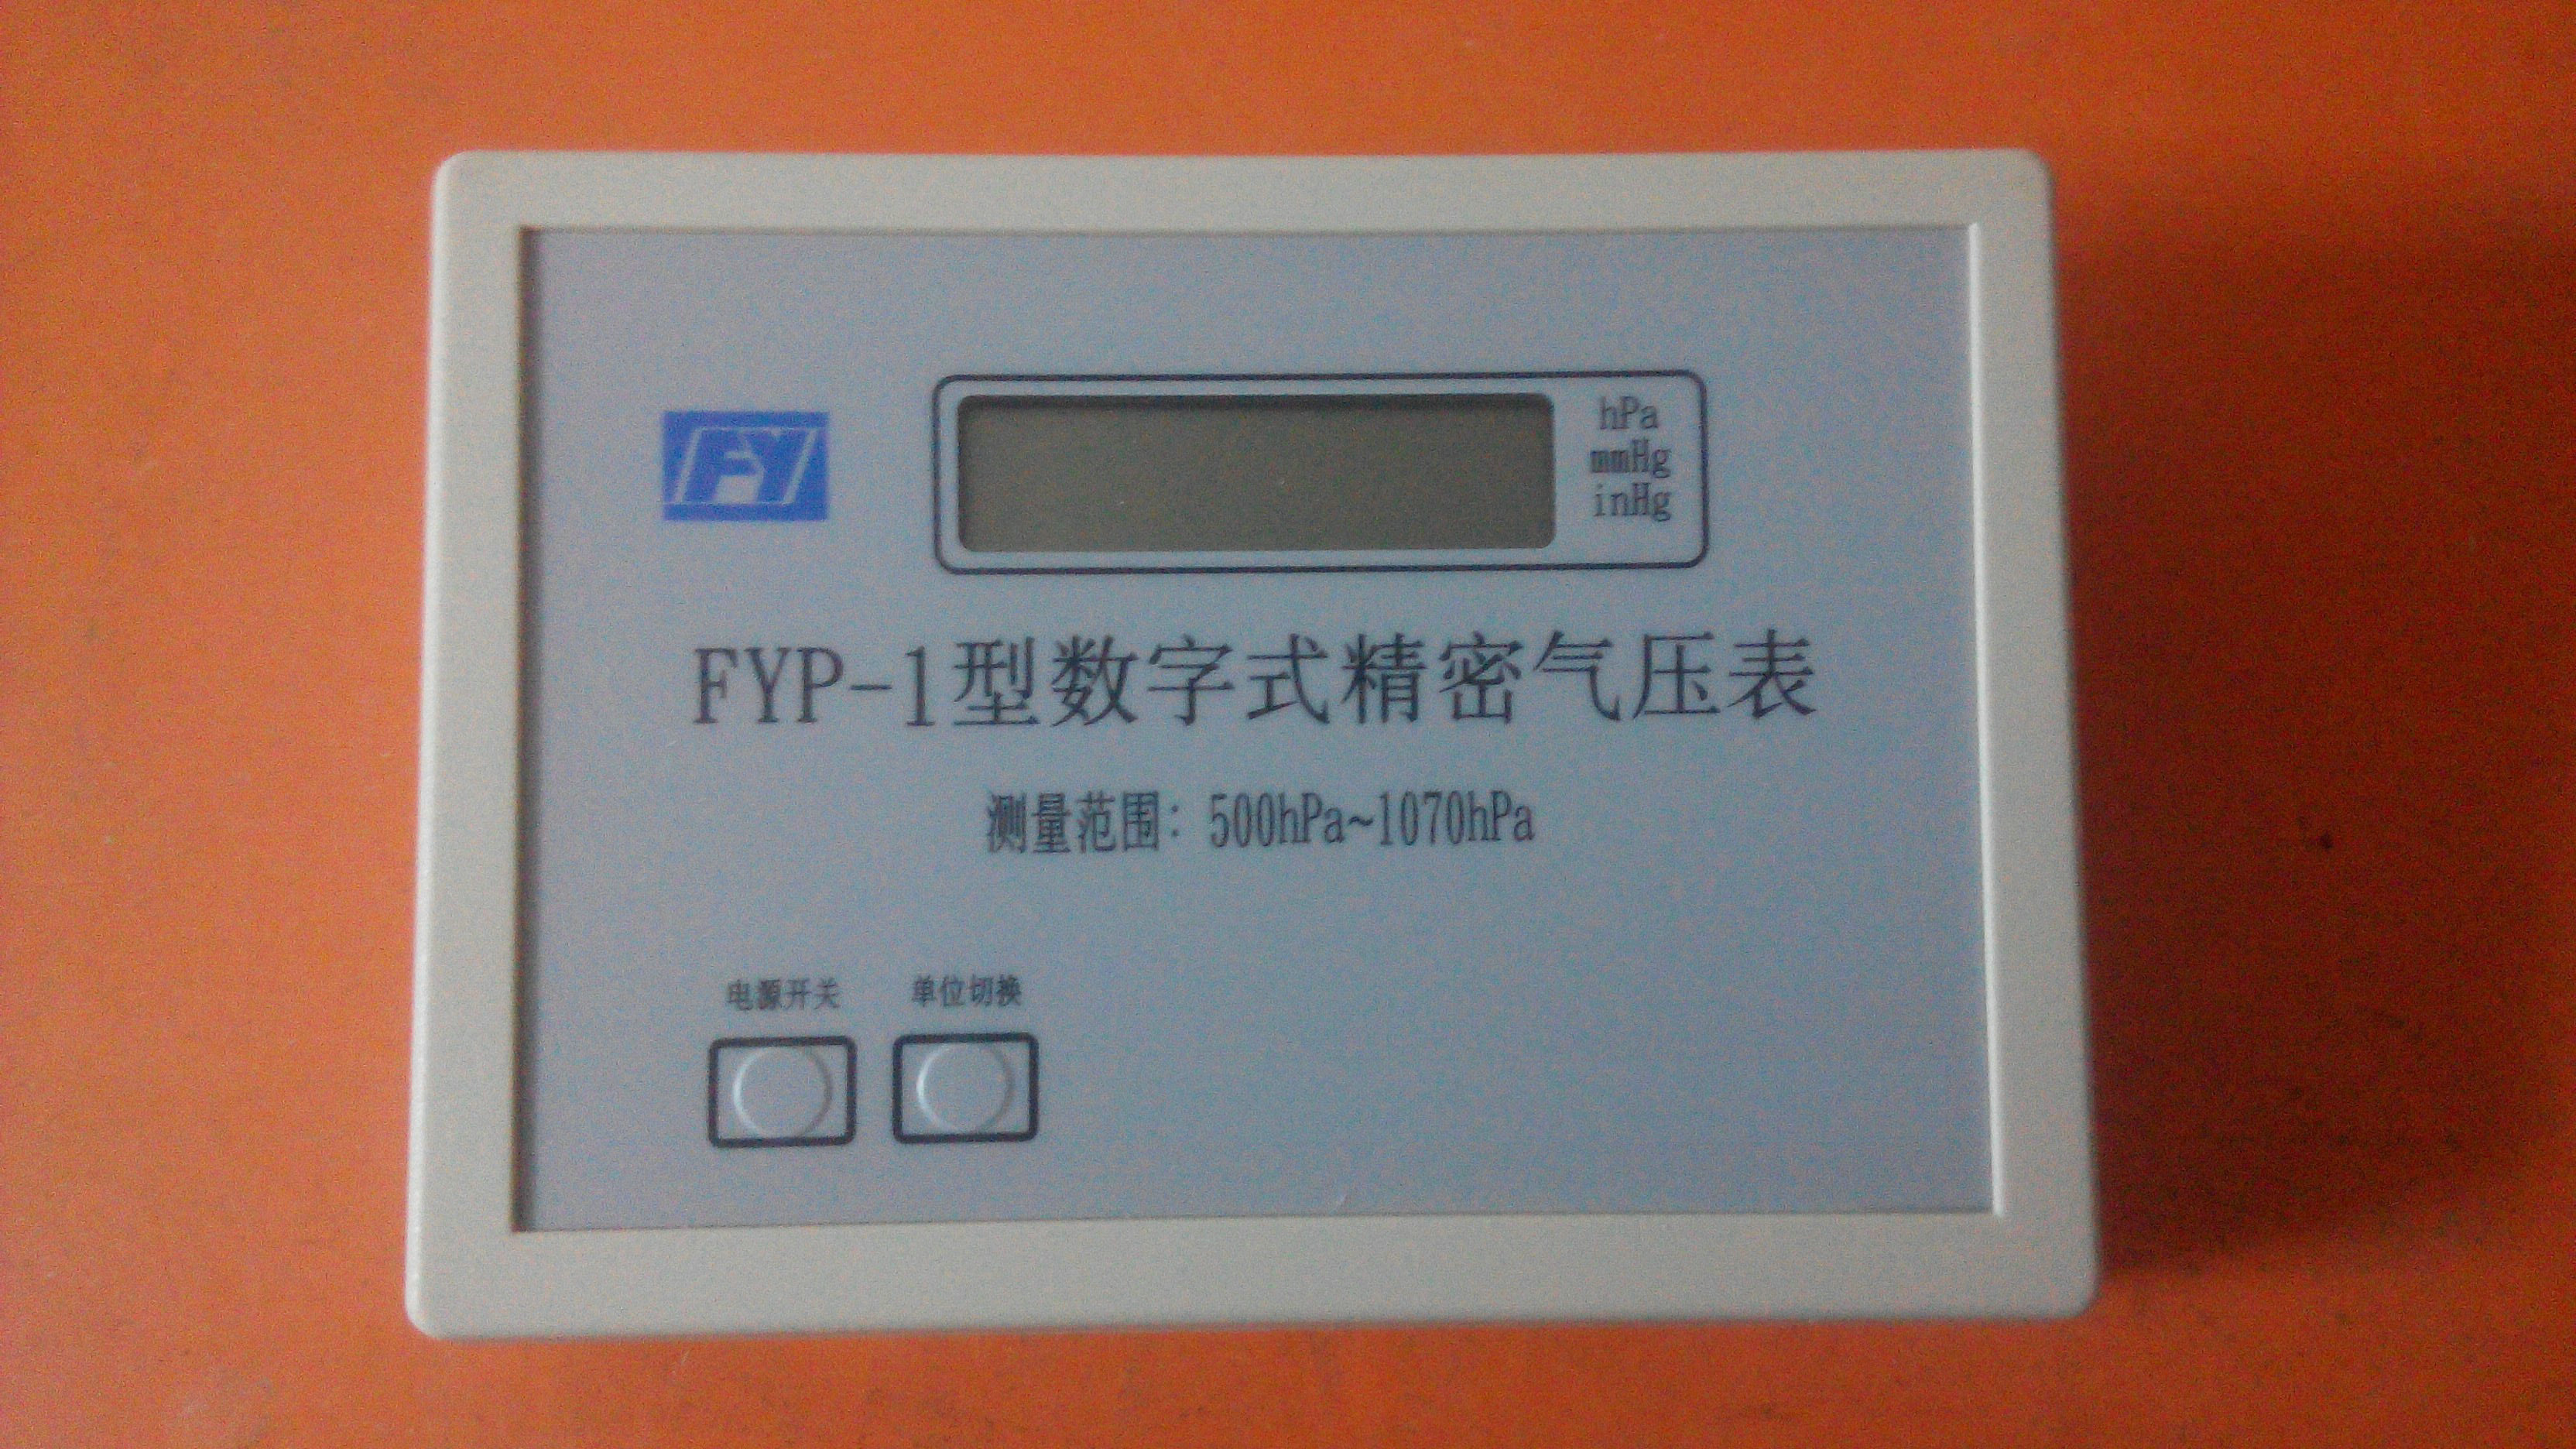 FY
hPa
mmHg
inHg
FYP-1型数字式精密气压表
测量范围：500hPa~1070hPa
电源开关 单位切换